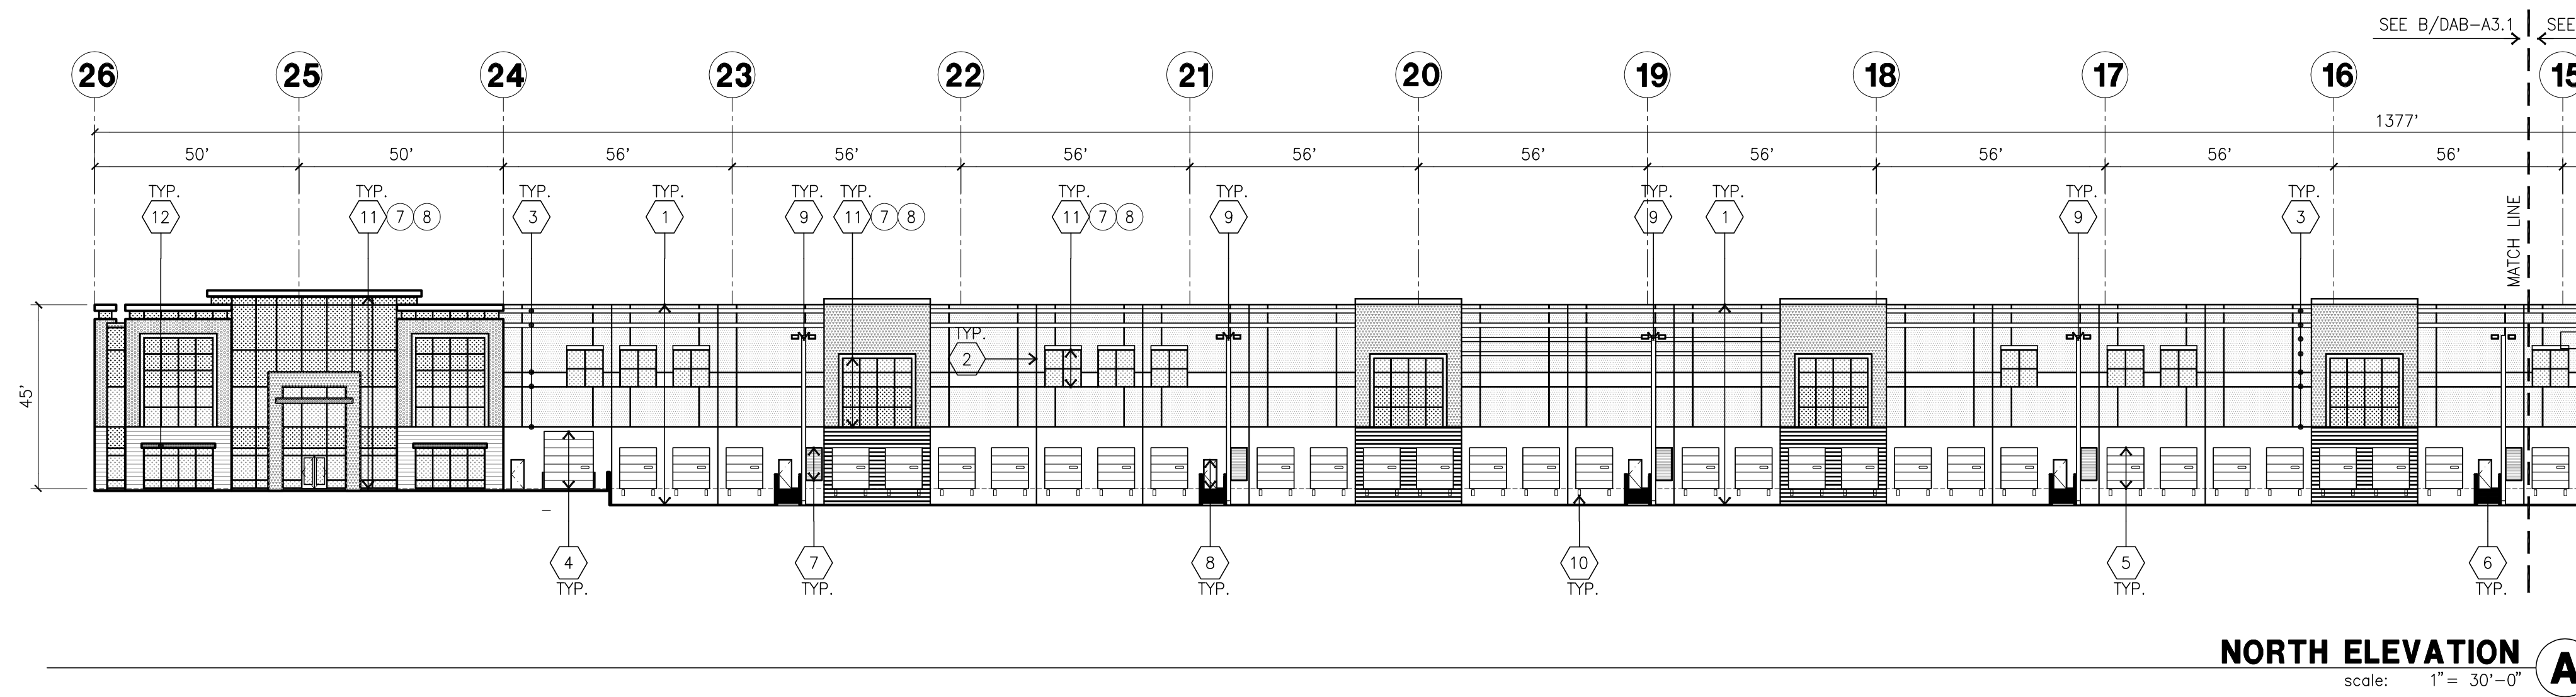 SEE B/DAB-A3.1 SEE
26 25 24 23 22 21 20 19 18 17 16 15
1377'
50' 50' 56' 56' 56' 56' 56' 56' 56' 56' 56'
TYP. TYP. TYP. TYP. TYP. TYP. TYP. TYP. TYP. TYP. TYP. TYP.
12 11 7 8 3 1 9 11 7 8 11 7 8 9 9 1 9 3
MATCH LINE
TYP.
2
45'
4 7 8 10 5 6
TYP. TYP. TYP. TYP. TYP. TYP.
NORTH ELEVATION A
scale: 1"= 30'-0"